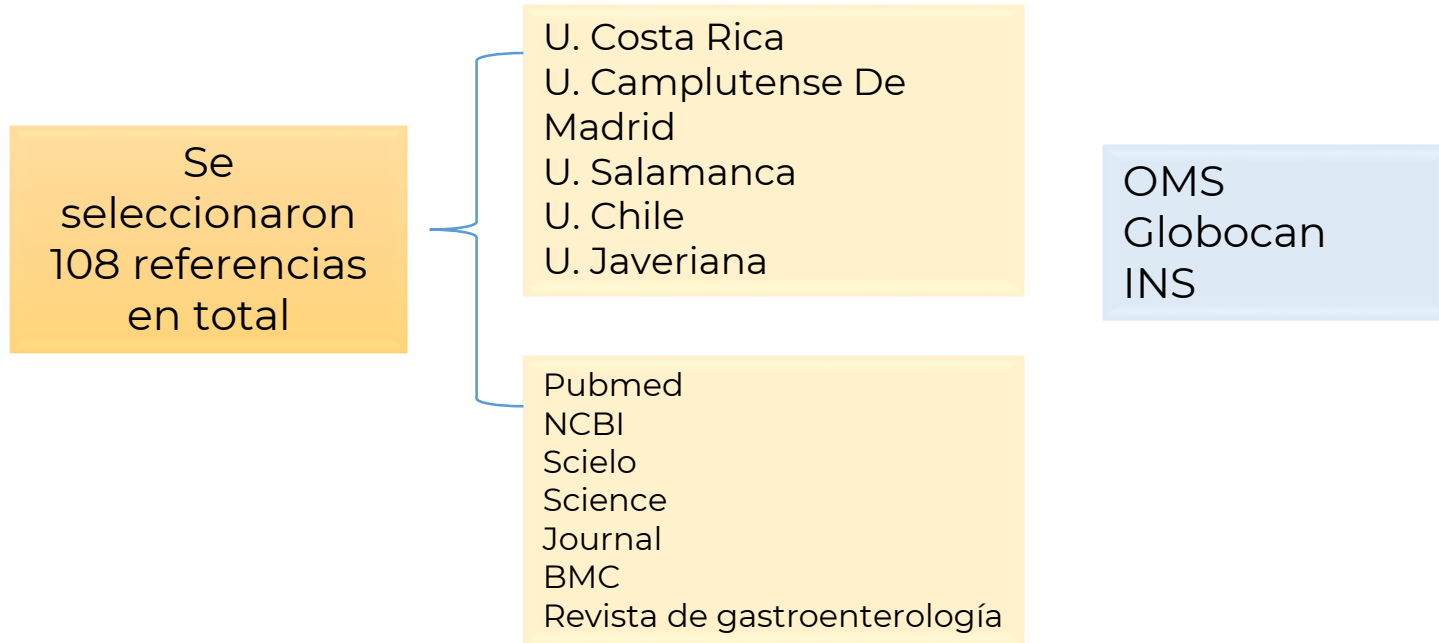 Se
seleccionaron
108 referencias
en total
U. Costa Rica
U. Camplutense De
Madrid
U. Salamanca
U. Chile
U. Javeriana
Pubmed
NCBI
Scielo
Science
Journal
BMC
Revista de gastroenterología
OMS
Globocan
INS